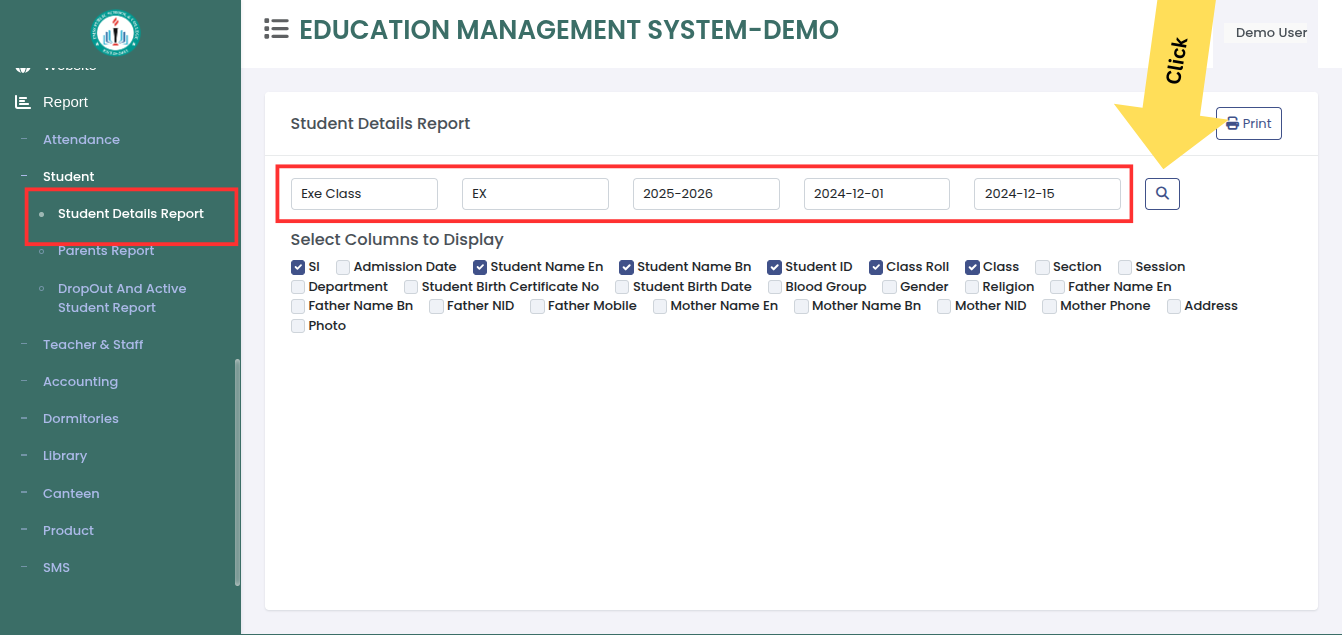 EDUCATION MANAGEMENT SYSTEM-DEMO
Demo User
Click
Website
Report
Attendance
Student
Student Details Report
Parents Report
DropOut And Active
Student Report
Teacher & Staff
Accounting
Dormitories
Library
Canteen
Product
SMS
Student Details Report
Print
Exe Class EX 2025-2026 2024-12-01 2024-12-15
Select Columns to Display
Sl Admission Date Student Name En Student Name Bn Student ID Class Roll Class Section Session
Department Student Birth Certificate No Student Birth Date Blood Group Gender Religion Father Name En
Father Name Bn Father NID Father Mobile Mother Name En Mother Name Bn Mother NID Mother Phone Address
Photo